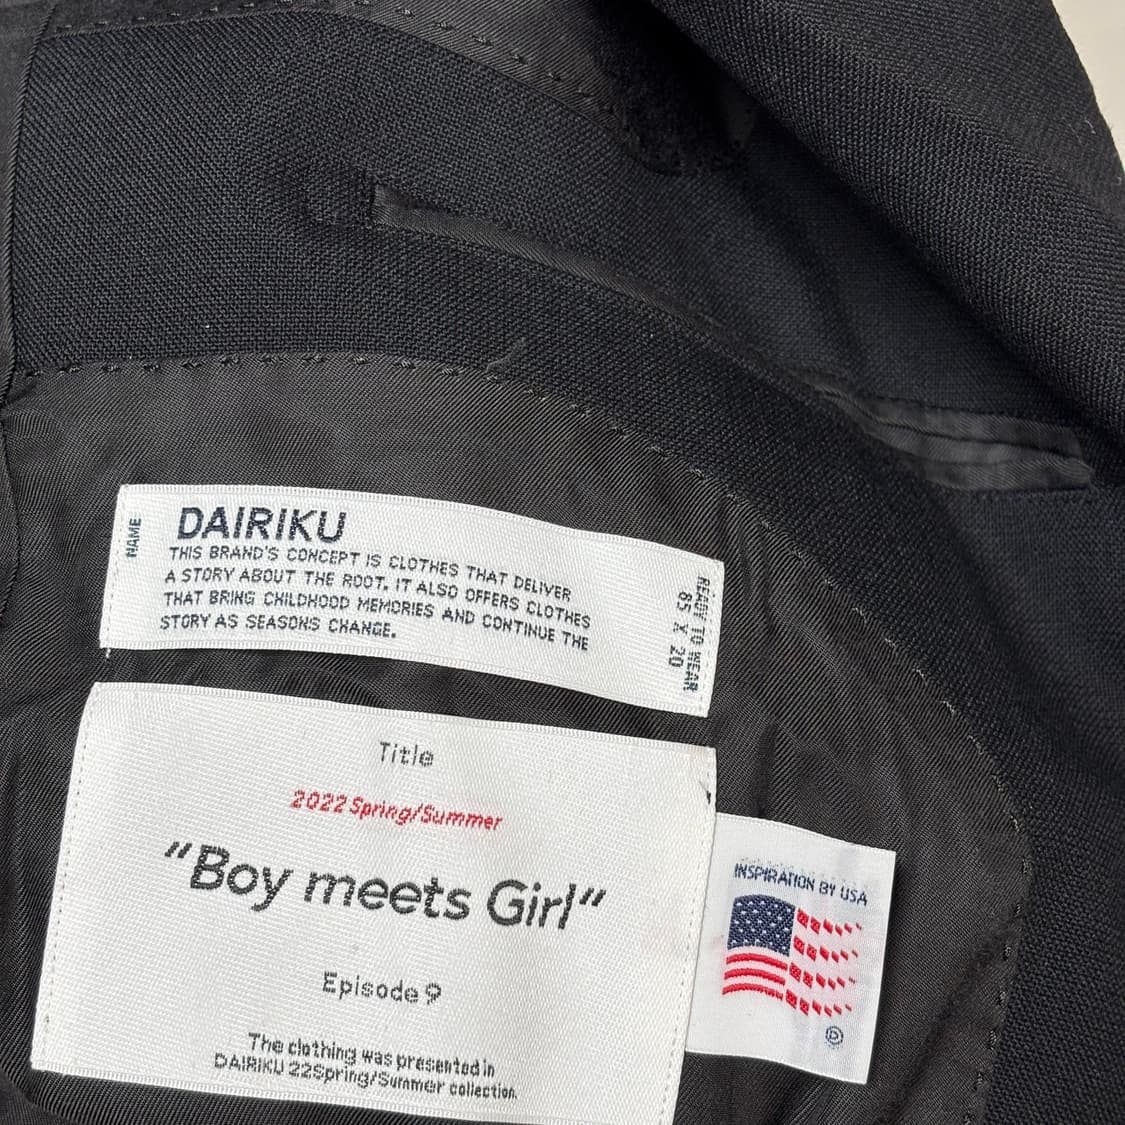 NAME
DAIRIKU
THIS BRAND'S CONCEPT IS CLOTHES THAT DELIVER
A STORY ABOUT THE ROOT. IT ALSO OFFERS CLOTHES
THAT BRING CHILDHOOD MEMORIES AND CONTINUE THE
STORY AS SEASONS CHANGE.
READY TO WEAR
85 X 20
Title
2022 Spring/Summer
"Boy meets Girl"
Episode 9
The clothing was presented in
DAIRIKU 22Spring/Summer collection.
INSPIRATION BY USA